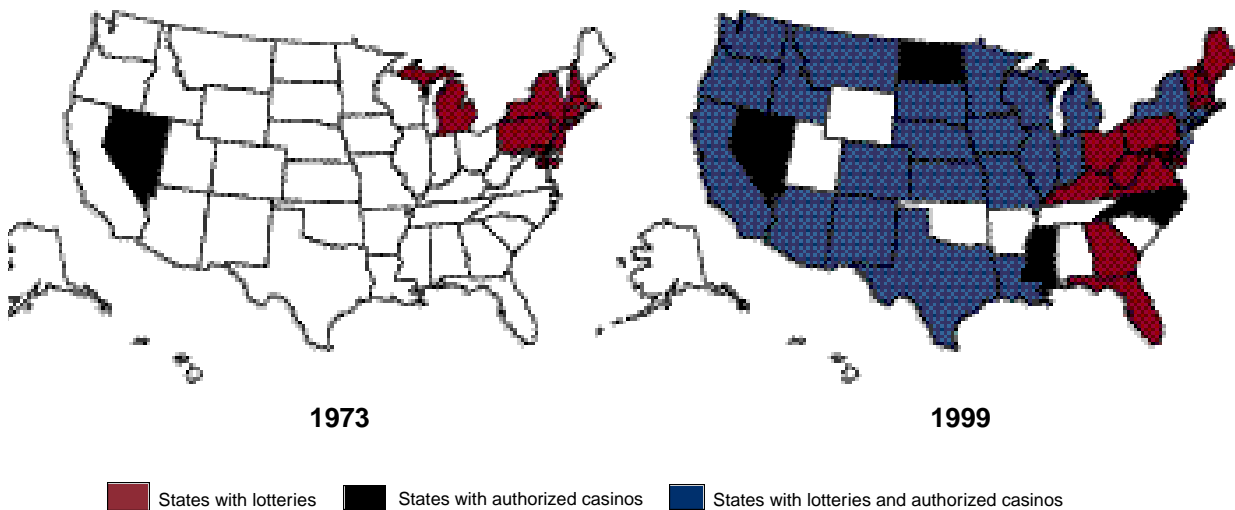 1973
1999
States with lotteries
States with authorized casinos
States with lotteries and authorized casinos